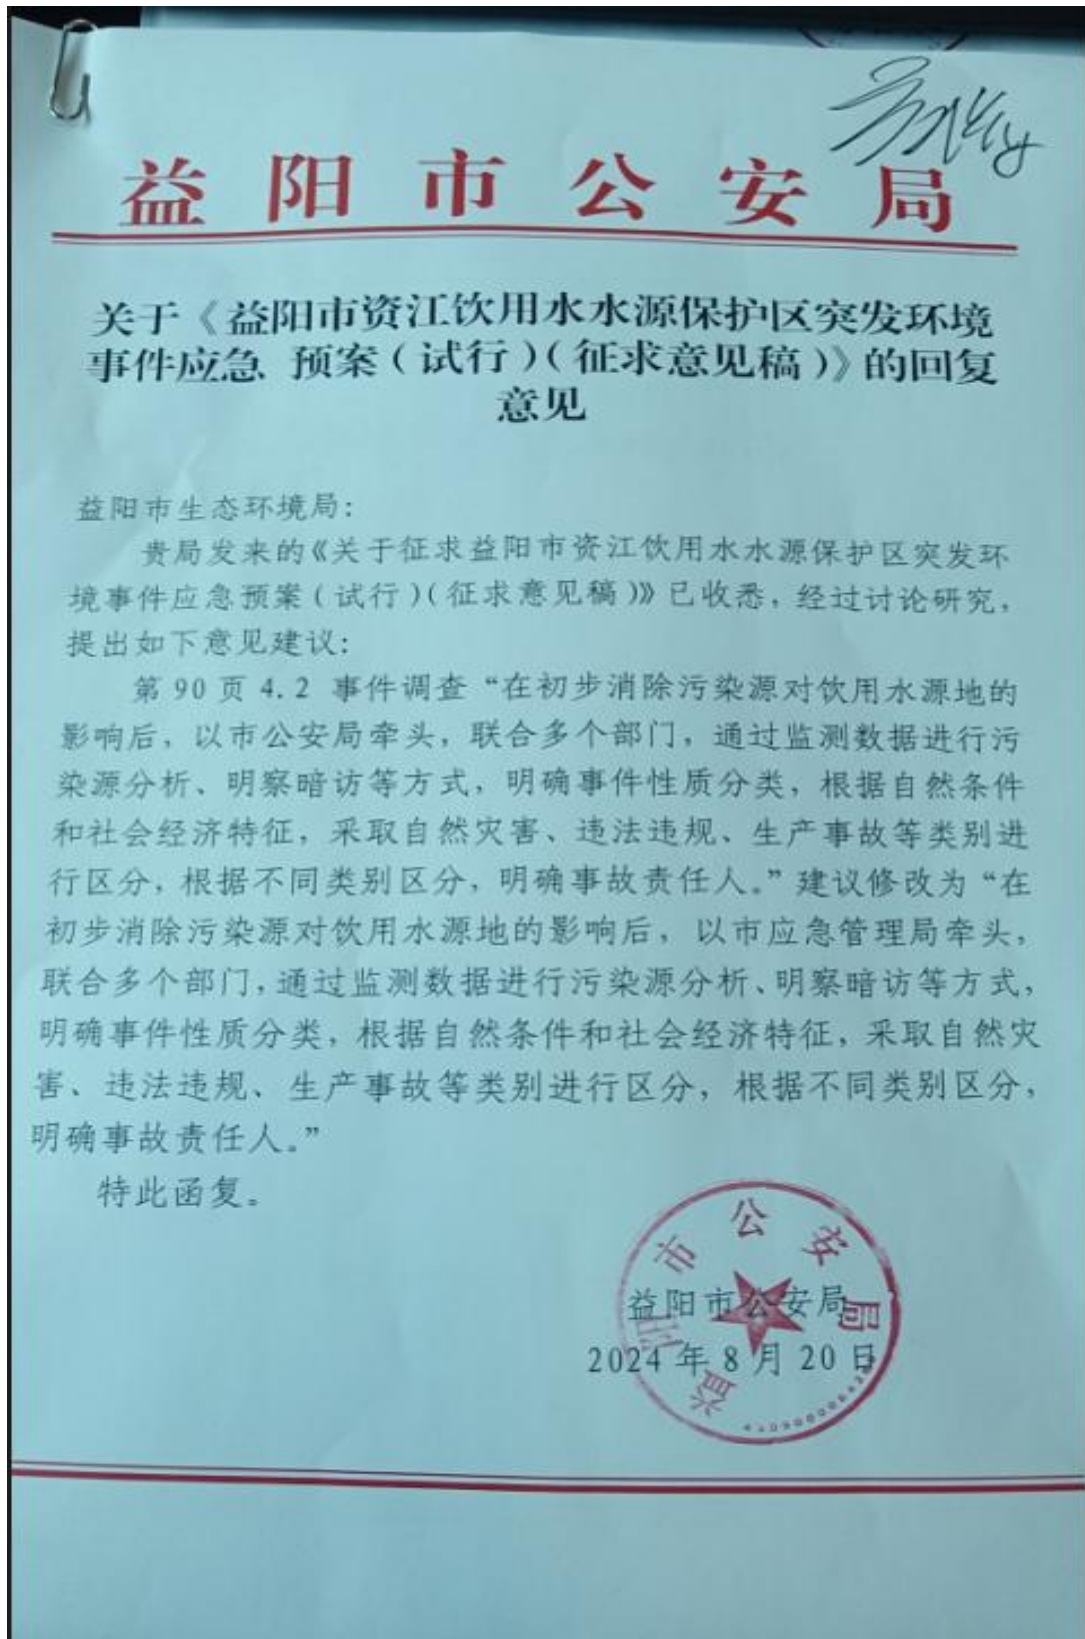 益阳市公安局
关于《益阳市资江饮用水水源保护区突发环境
事件应急 预案(试行)(征求意见稿)》的回复
意见
益阳市生态环境局:
贵局发来的《关于征求益阳市资江饮用水水源保护区突发环
境事件应急预案(试行)(征求意见稿)》已收悉,经过讨论研究,
提出如下意见建议:
第 90 页 4.2 事件调查“在初步消除污染源对饮用水源地的
影响后,以市公安局牵头,联合多个部门,通过监测数据进行污
染源分析、明察暗访等方式,明确事件性质分类,根据自然条件
和社会经济特征,采取自然灾害、违法违规、生产事故等类别进
行区分,根据不同类别区分,明确事故责任人。”建议修改为“在
初步消除污染源对饮用水源地的影响后,以市应急管理局牵头,
联合多个部门,通过监测数据进行污染源分析、明察暗访等方式,
明确事件性质分类,根据自然条件和社会经济特征,采取自然灾
害、违法违规、生产事故等类别进行区分,根据不同类别区分,
明确事故责任人。”
特此函复。
益阳市公安局
益阳市公安局
2024 年 8 月 20 日